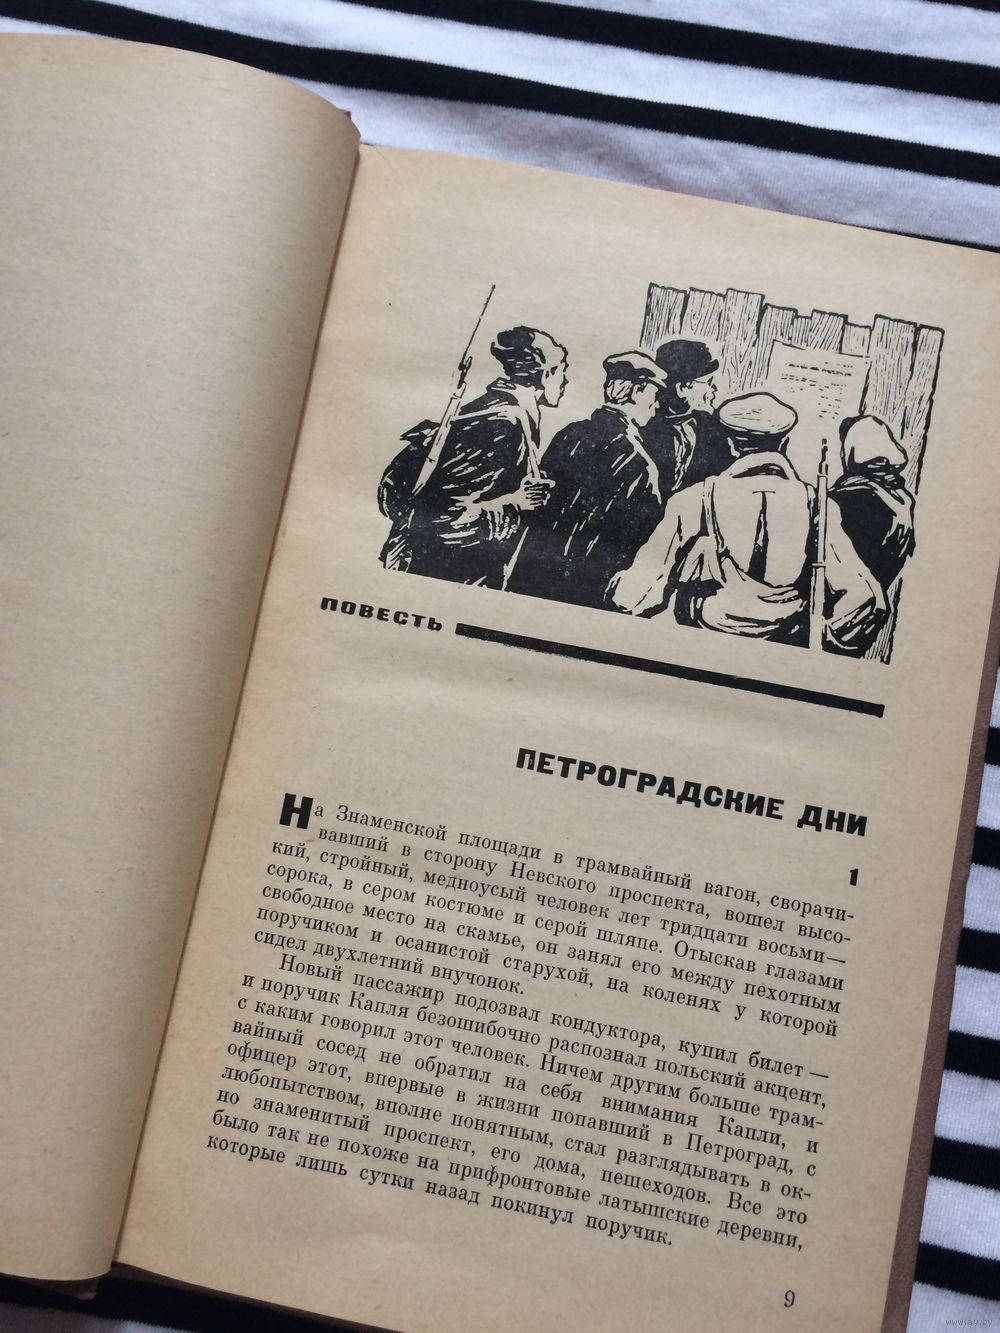 ПОВЕСТЬ
ПЕТРОГРАДСКИЕ ДНИ
1
На Знаменской площади в трамвайный вагон, сворачи-
вавший в сторону Невского проспекта, вошел высо-
кий, стройный, медноусый человек лет тридцати восьми—
сорока, в сером костюме и серой шляпе. Отыскав глазами
свободное место на скамье, он занял его между пехотным
поручиком и осанистой старухой, на коленях у которой
сидел двухлетний внучонок.
Новый пассажир подозвал кондуктора, купил билет —
и поручик Капля безошибочно распознал польский акцент,
с каким говорил этот человек. Ничем другим больше трам-
вайный сосед не обратил на себя внимания Капли, и
офицер этот, впервые в жизни попавший в Петроград, с
любопытством, вполне понятным, стал разглядывать в ок-
но знаменитый проспект, его дома, пешеходов. Все это
было так не похоже на прифронтовые латышские деревни,
которые лишь сутки назад покинул поручик.
9
www.ay.by